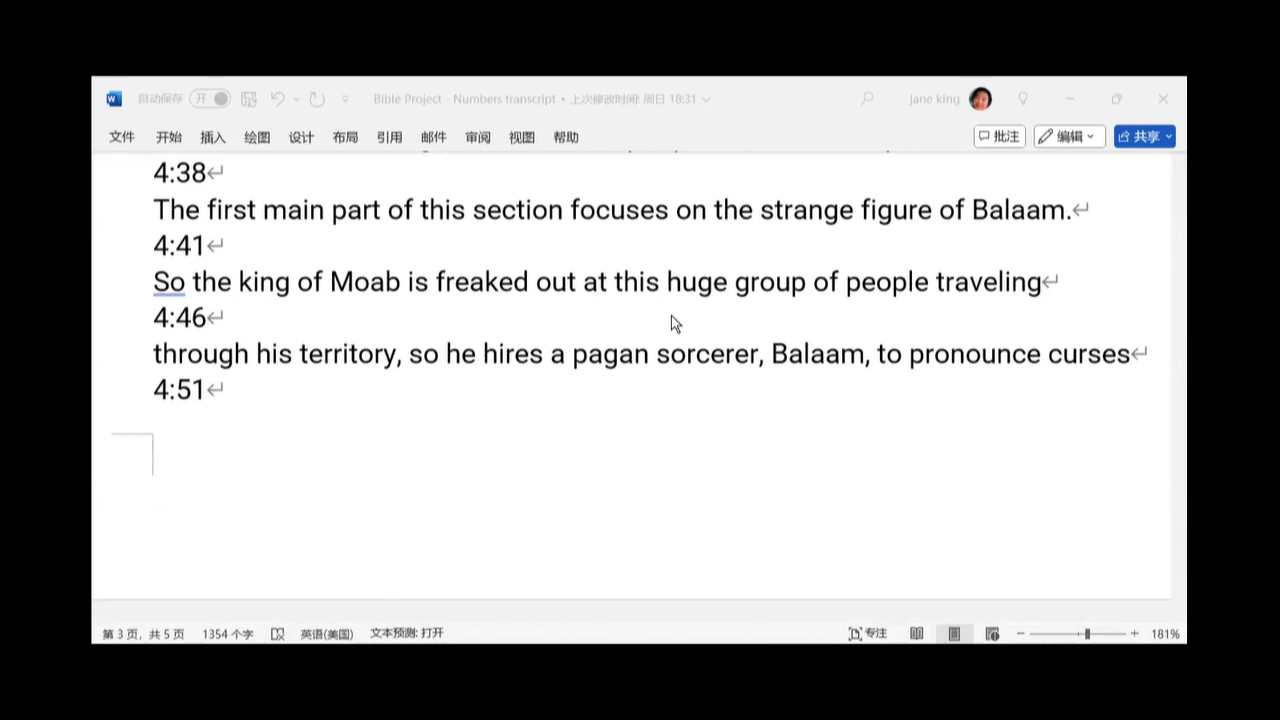 自动保存 开 Bible Project - Numbers transcript • 上次修改时间: 周日 18:31 jane king
文件 开始 插入 绘图 设计 布局 引用 邮件 审阅 视图 帮助 批注 编辑 共享
4:38
The first main part of this section focuses on the strange figure of Balaam.
4:41
So the king of Moab is freaked out at this huge group of people traveling
4:46
through his territory, so he hires a pagan sorcerer, Balaam, to pronounce curses
4:51
第 3 页, 共 5 页 1354 个字 英语(美国) 文本预测: 打开 专注 181%